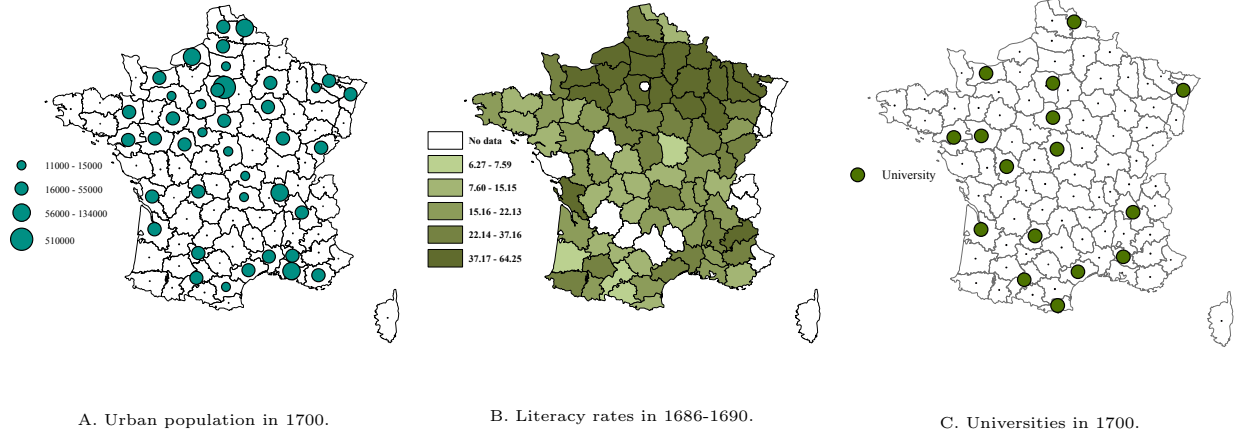 11000 - 15000
16000 - 55000
56000 - 134000
510000
A. Urban population in 1700.
No data
6.27 - 7.59
7.60 - 15.15
15.16 - 22.13
22.14 - 37.16
37.17 - 64.25
B. Literacy rates in 1686-1690.
University
C. Universities in 1700.